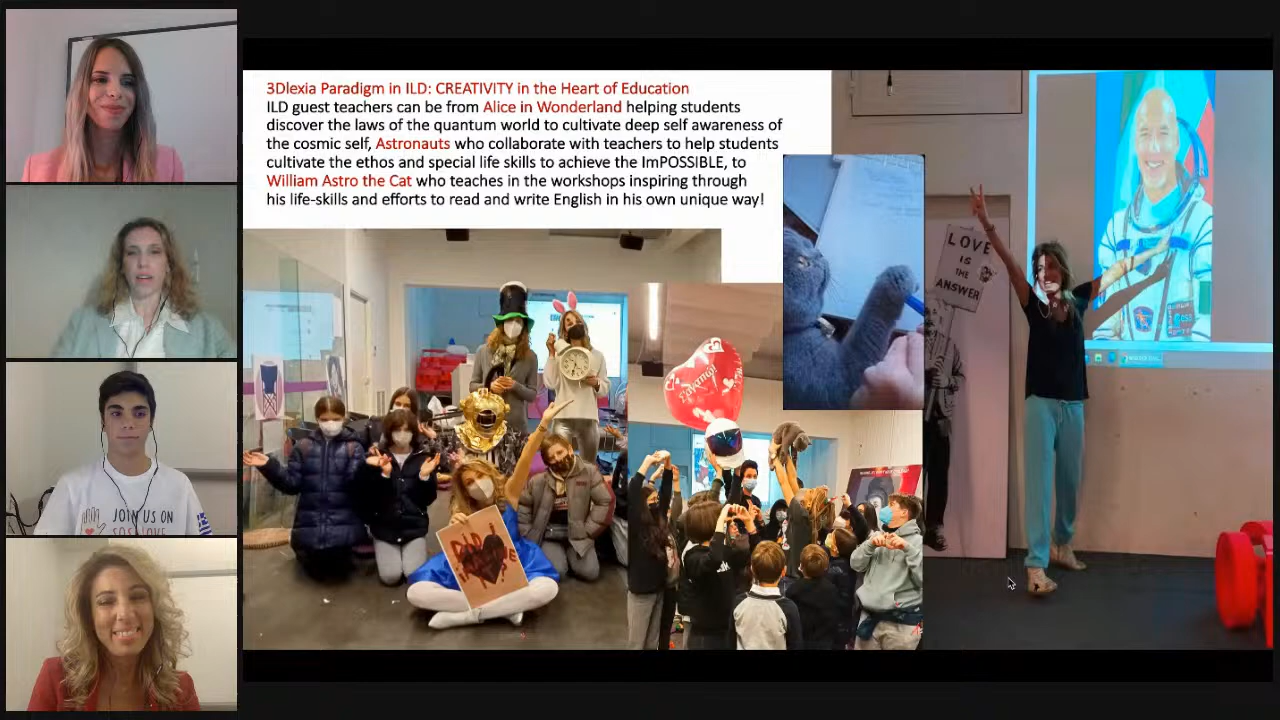 3Dlexia Paradigm in ILD: CREATIVITY in the Heart of Education
ILD guest teachers can be from Alice in Wonderland helping students
discover the laws of the quantum world to cultivate deep self awareness of
the cosmic self, Astronauts who collaborate with teachers to help students
cultivate the ethos and special life skills to achieve the ImPOSSIBLE, to
William Astro the Cat who teaches in the workshops inspiring through
his life-skills and efforts to read and write English in his own unique way!
LOVE
IS
THE
ANSWER
JOIN US ON